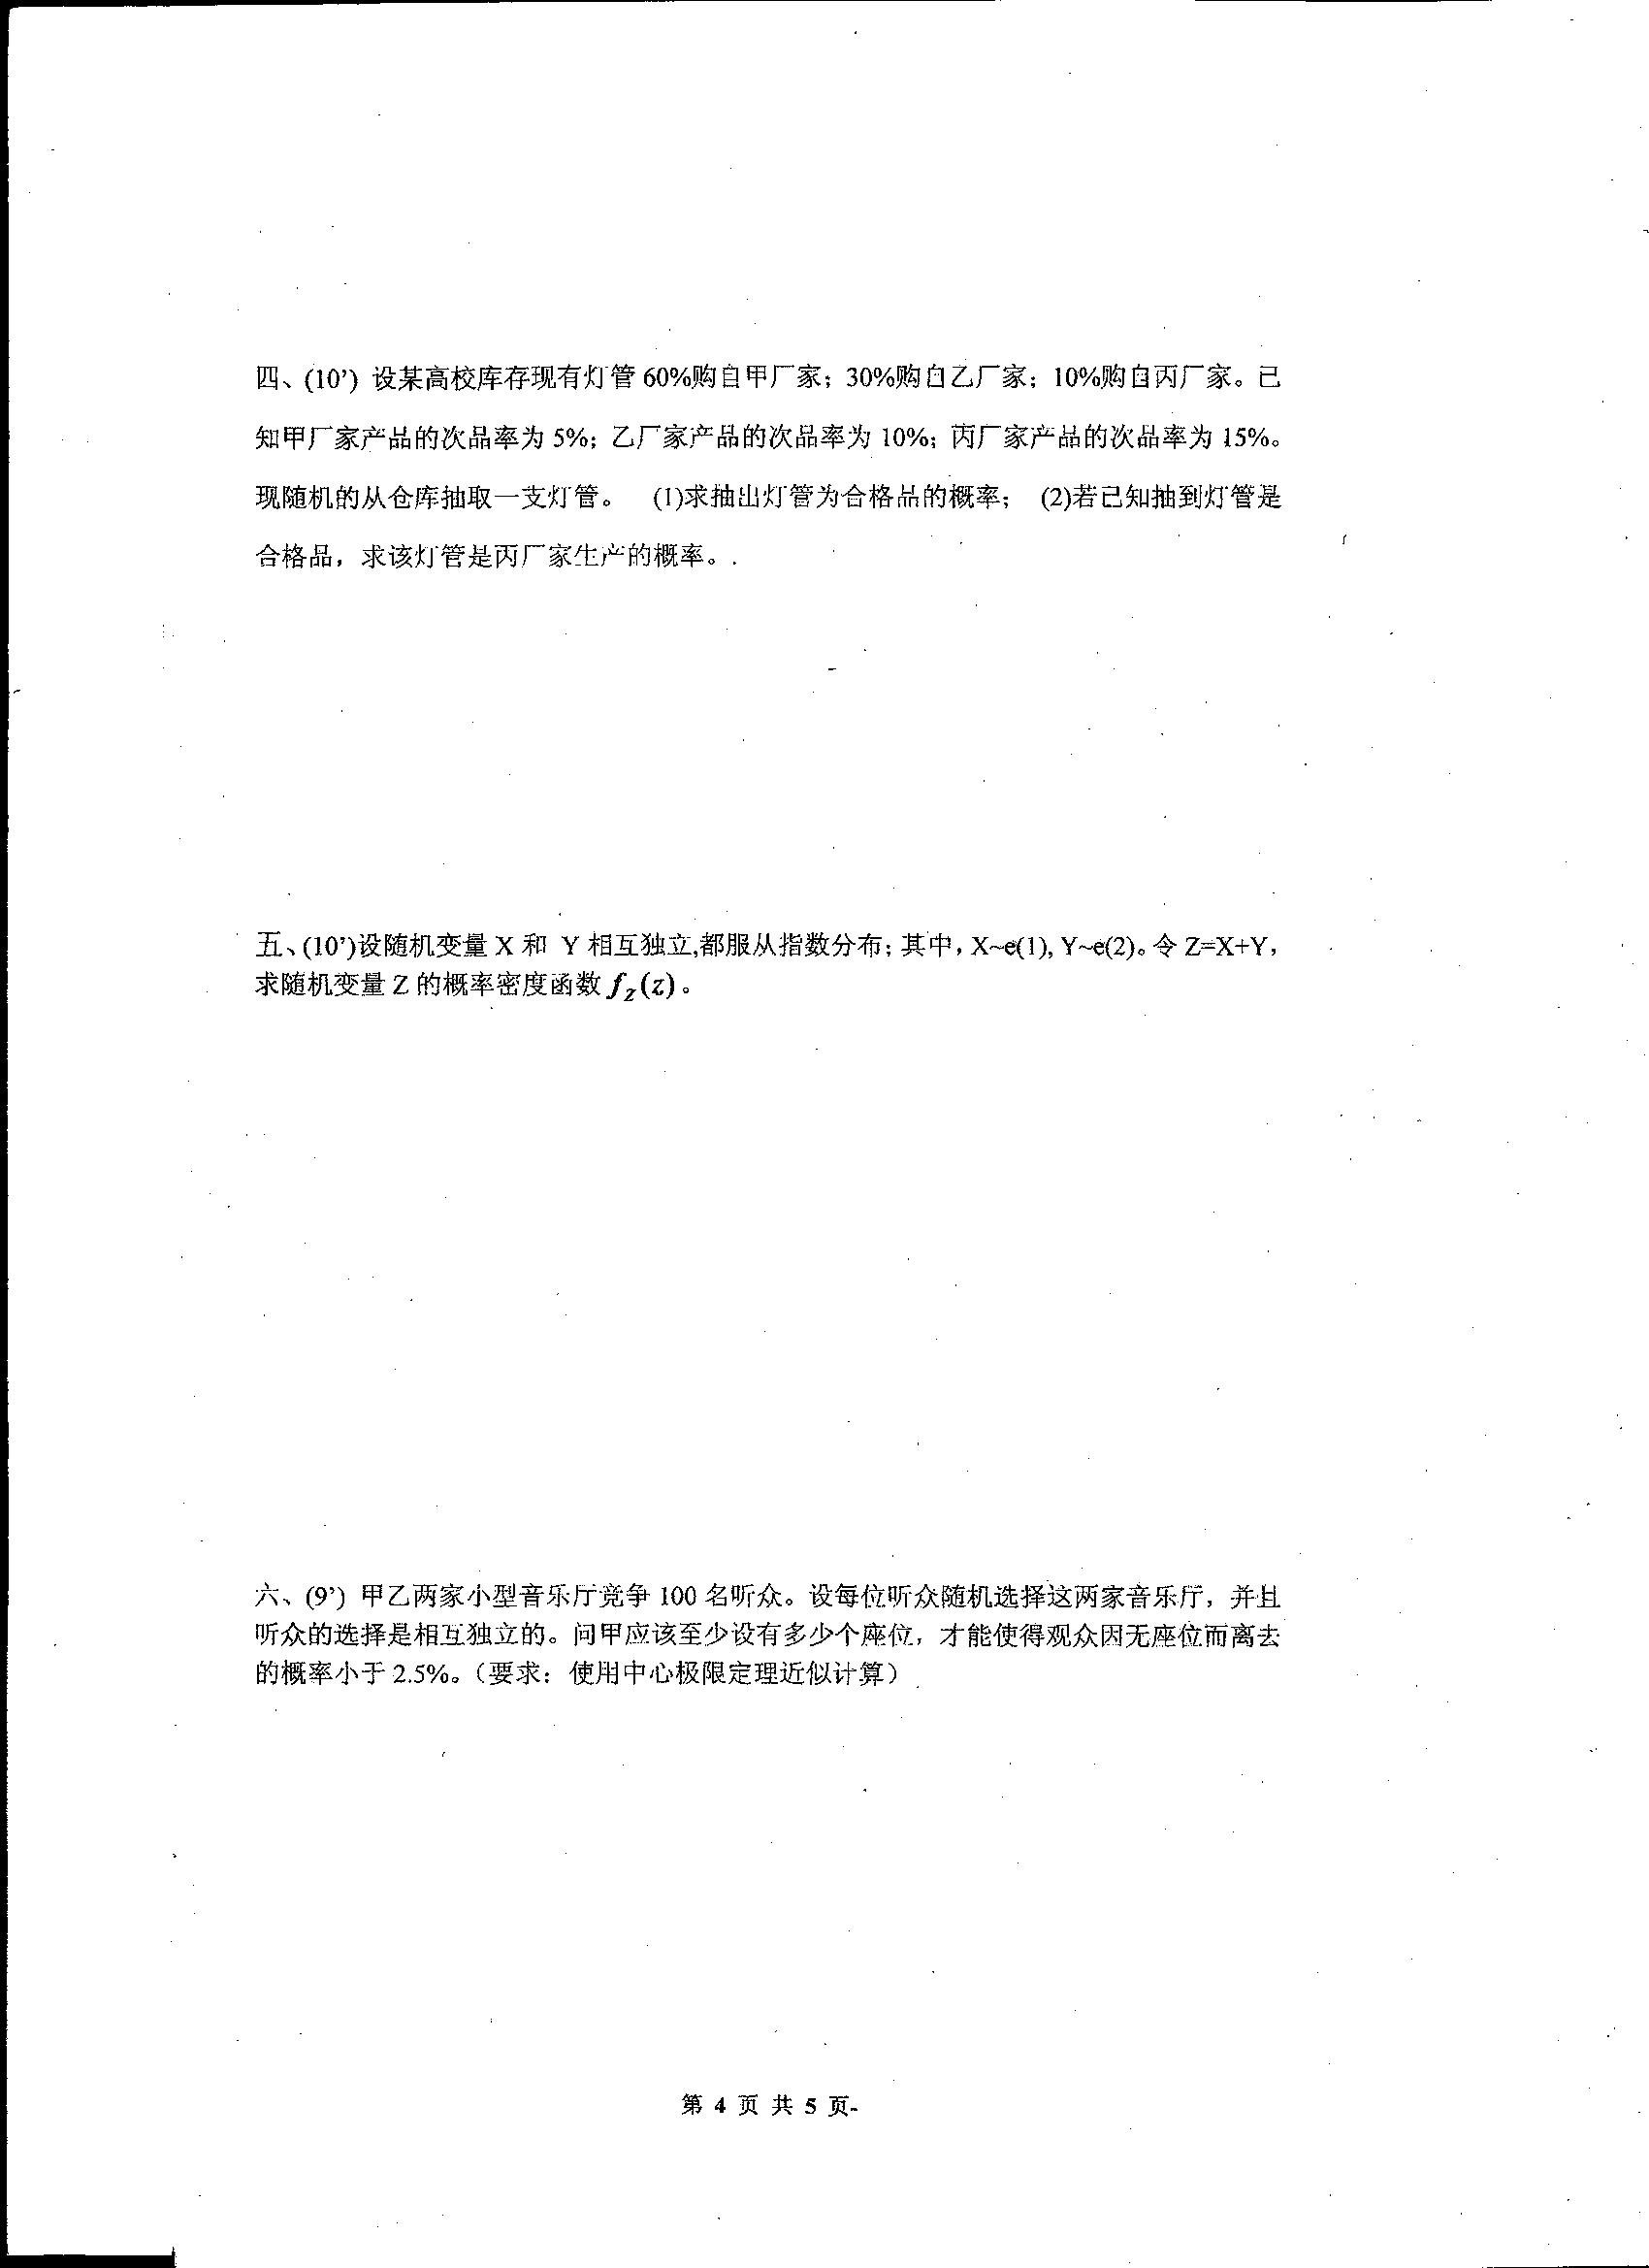 四、(10’) 设某高校库存现有灯管 60%购自甲厂家；30%购自乙厂家；10%购自丙厂家。已
知甲厂家产品的次品率为 5%；乙厂家产品的次品率为 10%；丙厂家产品的次品率为 15%。
现随机的从仓库抽取一支灯管。 (1)求抽出灯管为合格品的概率； (2)若已知抽到灯管是
合格品，求该灯管是丙厂家生产的概率。.
五、(10’)设随机变量 X 和 Y 相互独立,都服从指数分布；其中，X~e(1), Y~e(2)。令 Z=X+Y，
求随机变量 Z 的概率密度函数 f_Z(z)。
六、(9’) 甲乙两家小型音乐厅竞争 100 名听众。设每位听众随机选择这两家音乐厅，并且
听众的选择是相互独立的。问甲应该至少设有多少个座位，才能使得观众因无座位而离去
的概率小于 2.5%。（要求：使用中心极限定理近似计算）
第 4 页 共 5 页-